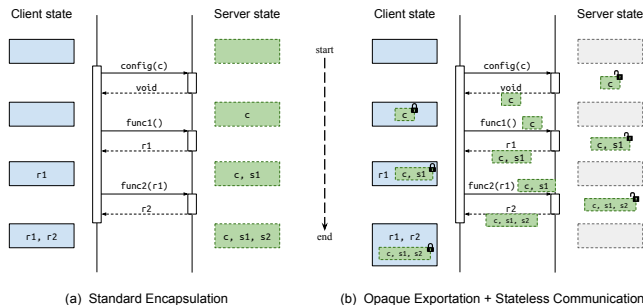 Client state
Server state
config(c)
void
c
func1()
r1
r1
c, s1
func2(r1)
r2
r1, r2
c, s1, s2
(a) Standard Encapsulation
start
end
Client state
Server state
config(c)
c
void
c
c
func1()
c
c, s1
r1
c, s1
r1
c, s1
func2(r1)
c, s1
c, s1, s2
r2
c, s1, s2
r1, r2
c, s1, s2
(b) Opaque Exportation + Stateless Communication